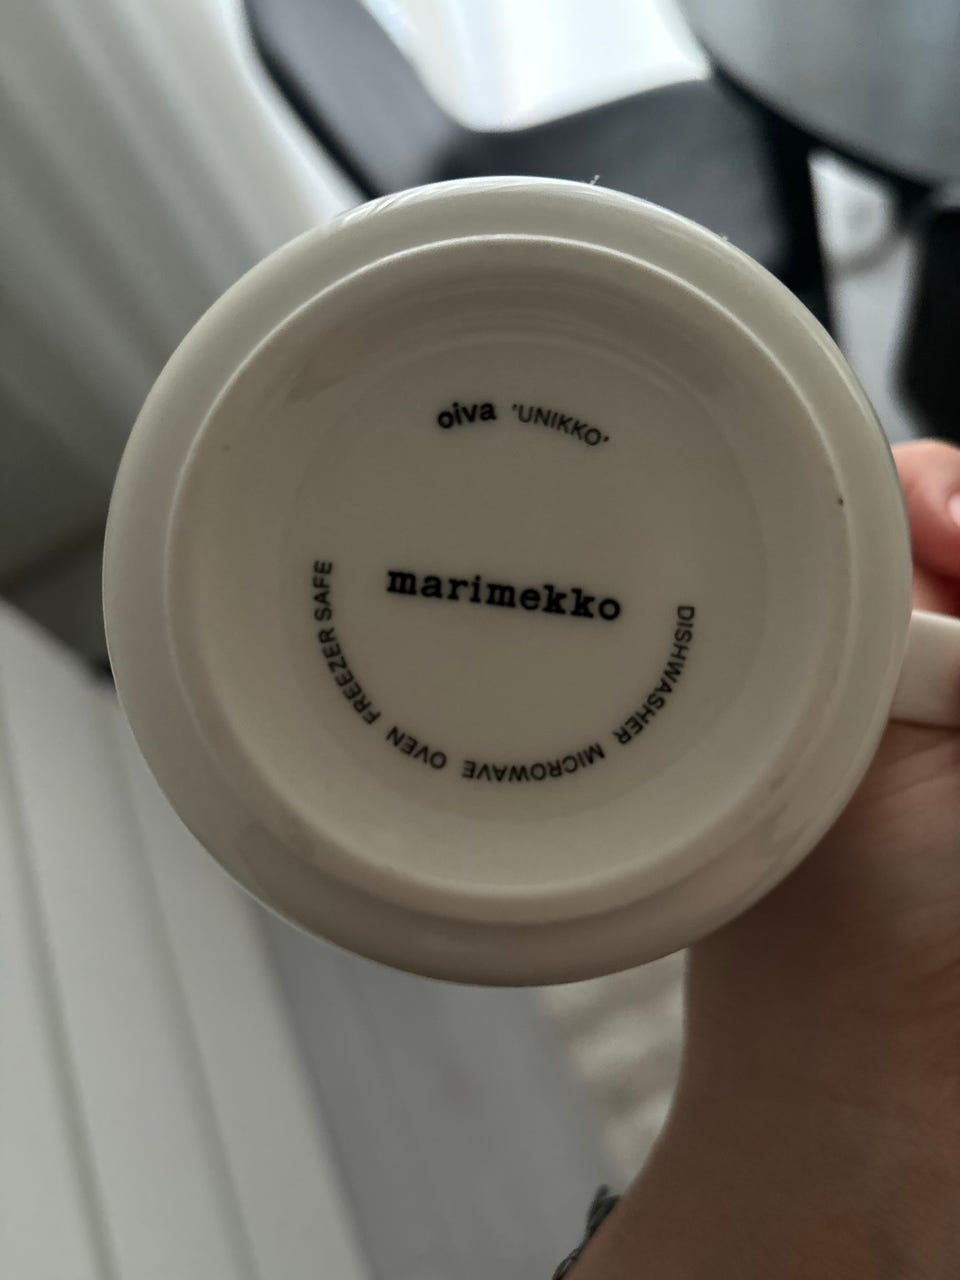 oiva 'UNIKKO'
marimekko
DISHWASHER MICROWAVE OVEN FREEZER SAFE